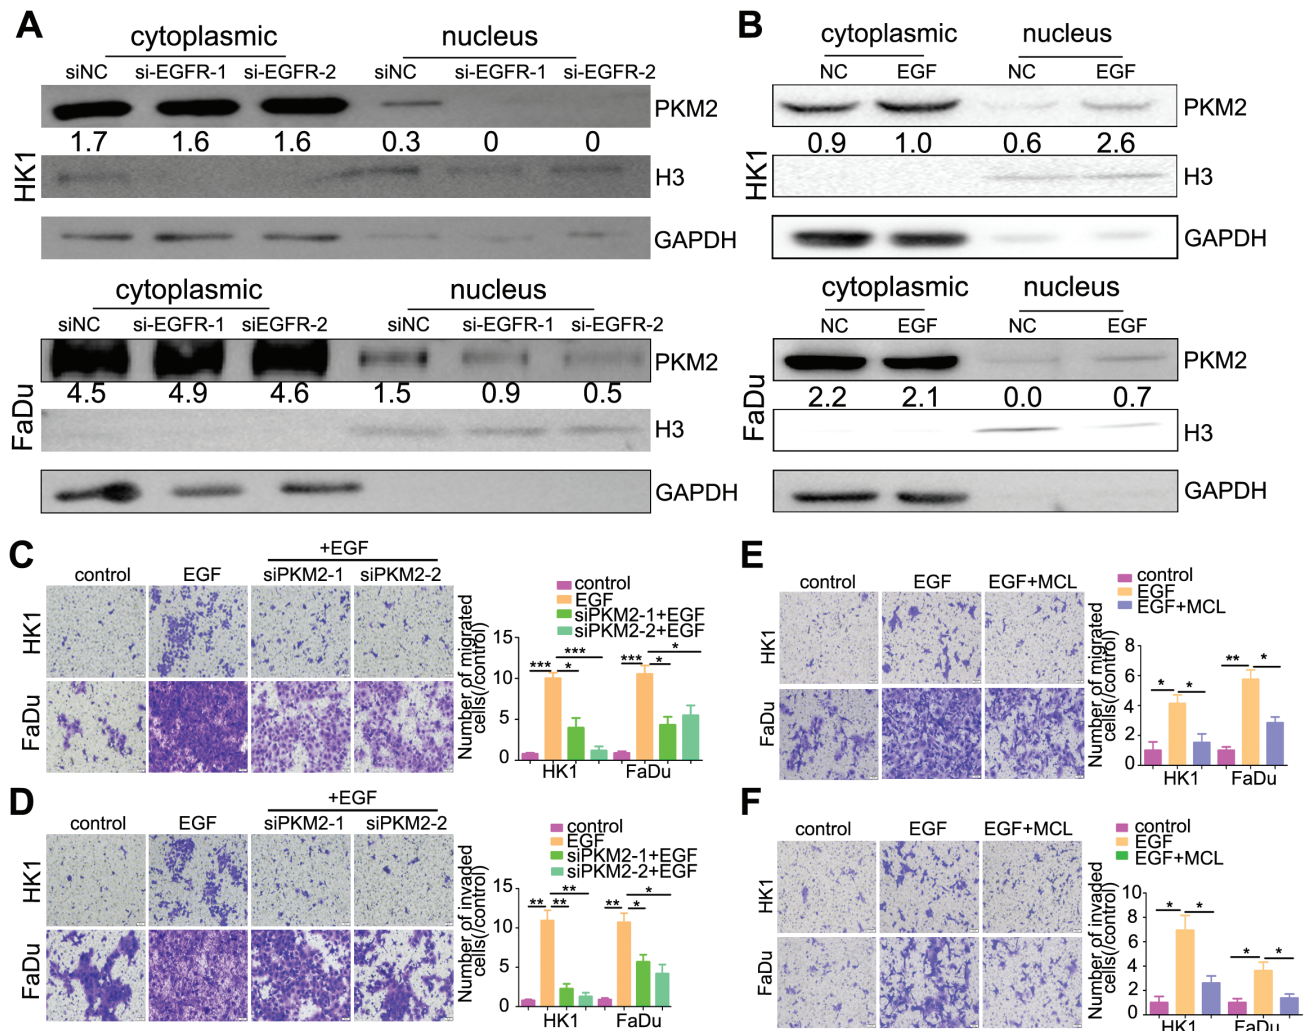 A
cytoplasmic nucleus
siNC si-EGFR-1 si-EGFR-2 siNC si-EGFR-1 si-EGFR-2
PKM2
1.7 1.6 1.6 0.3 0 0
HK1
H3
GAPDH
cytoplasmic nucleus
siNC si-EGFR-1 siEGFR-2 siNC si-EGFR-1 si-EGFR-2
PKM2
4.5 4.9 4.6 1.5 0.9 0.5
FaDu
H3
GAPDH
B
cytoplasmic nucleus
NC EGF NC EGF
PKM2
0.9 1.0 0.6 2.6
HK1
H3
GAPDH
cytoplasmic nucleus
NC EGF NC EGF
PKM2
2.2 2.1 0.0 0.7
FaDu
H3
GAPDH
C
+EGF
control EGF siPKM2-1 siPKM2-2
HK1
FaDu
control
EGF
siPKM2-1+EGF
siPKM2-2+EGF
Number of migrated
cells(/control)
15
10
5
0
*** *** * *** * *
HK1 FaDu
D
+EGF
control EGF siPKM2-1 siPKM2-2
HK1
FaDu
control
EGF
siPKM2-1+EGF
siPKM2-2+EGF
Number of invaded
cells(/control)
15
10
5
0
** ** ** ** * *
HK1 FaDu
E
control EGF EGF+MCL
HK1
FaDu
control
EGF
EGF+MCL
Number of migrated
cells(/control)
8
6
4
2
0
* * ** *
HK1 FaDu
F
control EGF EGF+MCL
HK1
FaDu
control
EGF
EGF+MCL
Number of invaded
cells(/control)
10
8
6
4
2
0
* * * *
HK1 FaDu